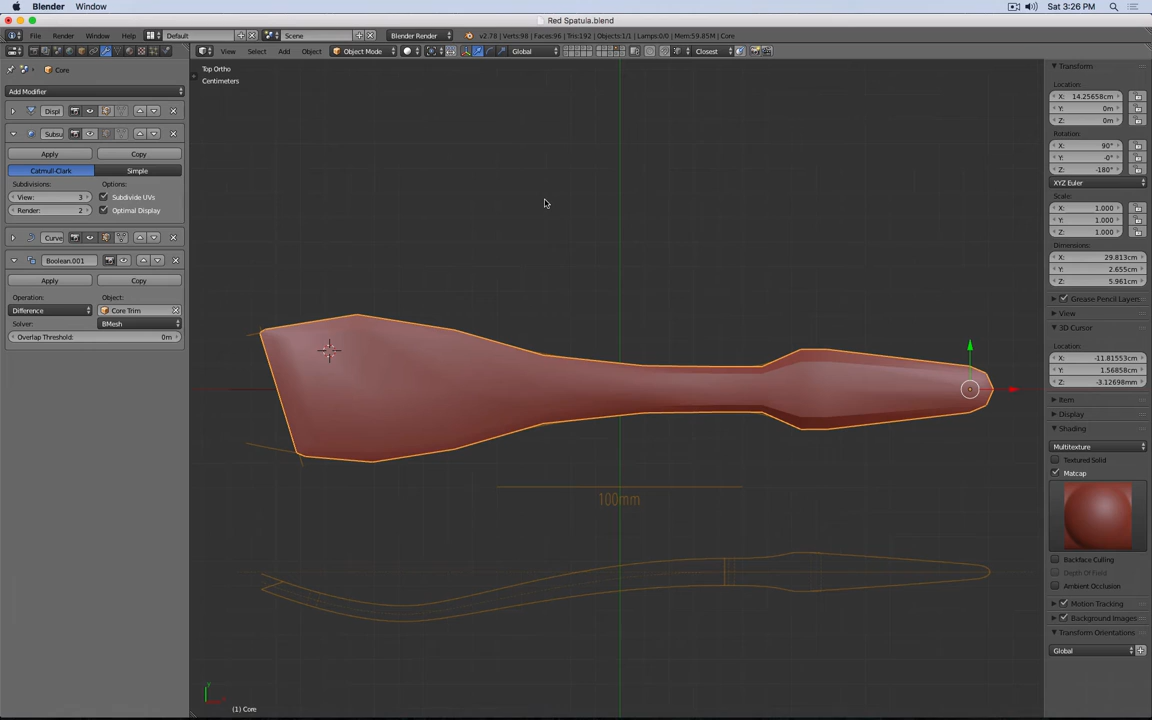 Blender Window
Sat 3:26 PM
Red Spatula.blend
File Render Window Help Default Scene Blender Render v2.78 | Verts:98 | Faces:96 | Tris:192 | Objects:1/1 | Lamps:0/0 | Mem:59.85M | Core
View Select Add Object Object Mode Global Closest
Core
Add Modifier
Displ
Subsu
Apply Copy
Catmull-Clark Simple
Subdivisions: Options:
View: 3 Subdivide UVs
Render: 2 Optimal Display
Curve
Boolean.001
Apply Copy
Operation: Object:
Difference Core Trim
Solver: BMesh
Overlap Threshold: 0m
Top Ortho
Centimeters
100mm
(1) Core
Transform
Location:
X: 14.25658cm
Y: 0m
Z: 0m
Rotation:
X: 90°
Y: -0°
Z: -180°
XYZ Euler
Scale:
X: 1.000
Y: 1.000
Z: 1.000
Dimensions:
X: 29.813cm
Y: 2.655cm
Z: 5.961cm
Grease Pencil Layers
View
3D Cursor
Location:
X: -11.81553cm
Y: 1.56858cm
Z: -3.12698mm
Item
Display
Shading
Multitexture
Textured Solid
Matcap
Backface Culling
Depth Of Field
Ambient Occlusion
Motion Tracking
Background Images
Transform Orientations
Global